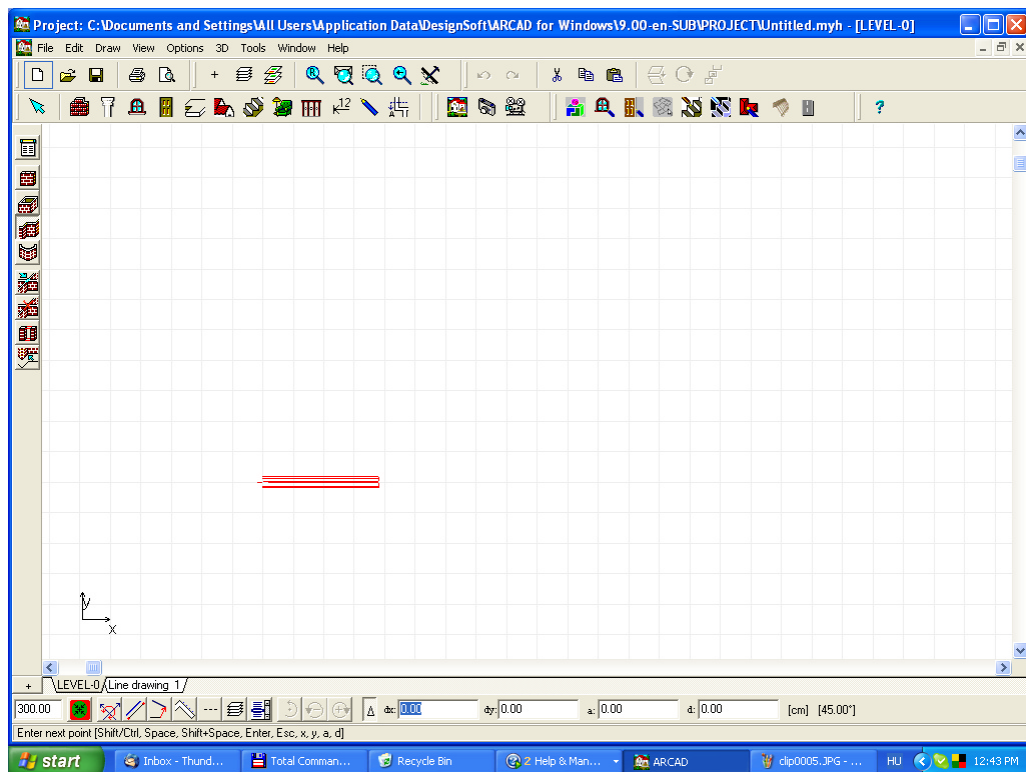 Project: C:\Documents and Settings\All Users\Application Data\DesignSoft\ARCAD for Windows\9.00-en-SUB\PROJECT\Untitled.myh - [LEVEL-0]
File Edit Draw View Options 3D Tools Window Help
R
12
?
y
x
+ LEVEL-0 Line drawing 1
300.00 A dx: 0.00 dy: 0.00 a: 0.00 d: 0.00 [cm] [45.00°]
Enter next point [Shift/Ctrl, Space, Shift+Space, Enter, Esc, x, y, a, d]
start Inbox - Thund... Total Comman... Recycle Bin 2 Help & Man... ARCAD clip0005.JPG - ... HU 12:43 PM